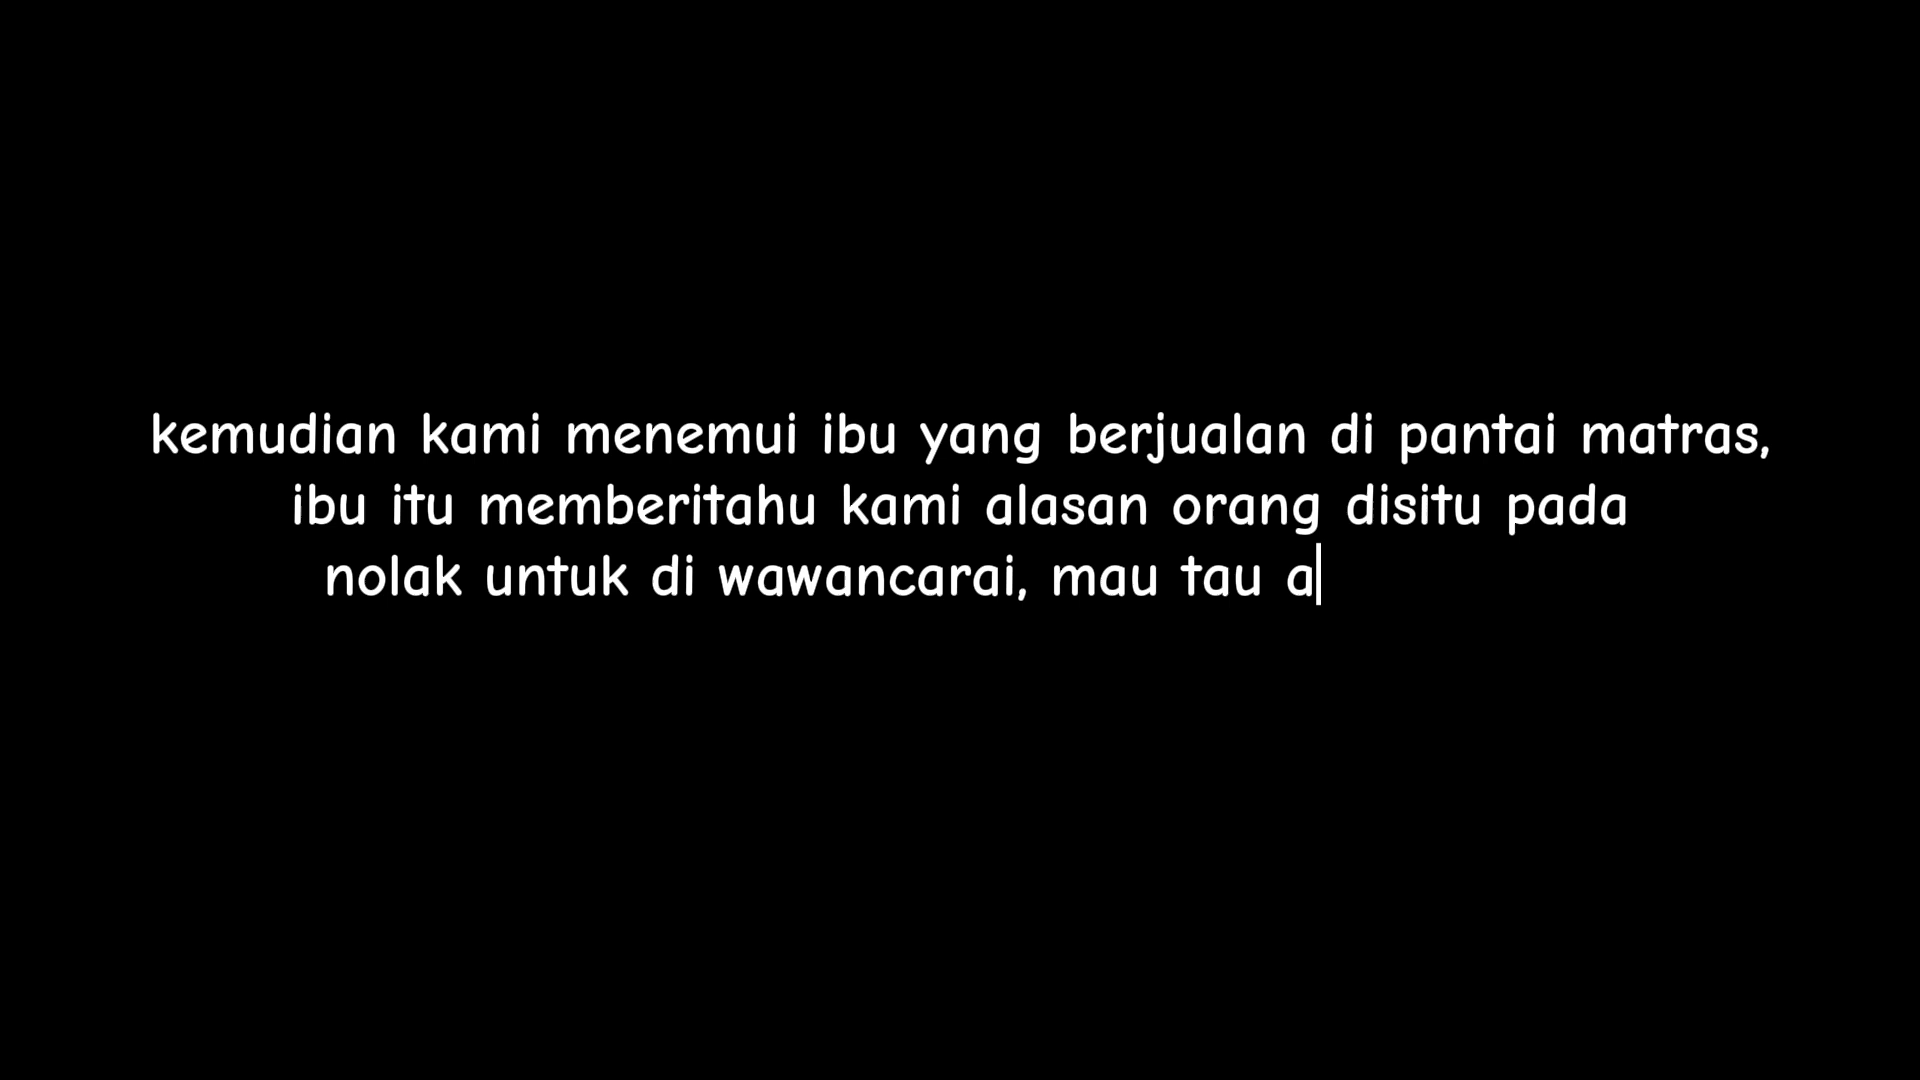 kemudian kami menemui ibu yang berjualan di pantai matras,
ibu itu memberitahu kami alasan orang disitu pada
nolak untuk di wawancarai, mau tau a